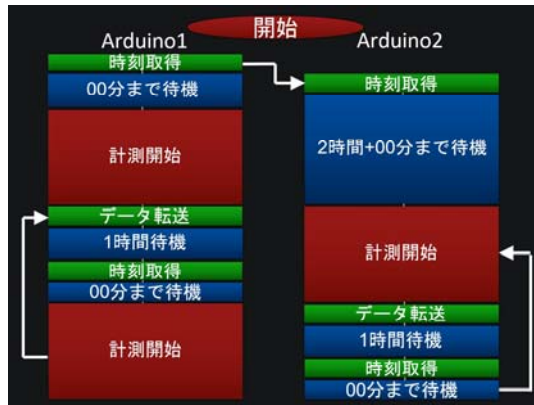 開始
Arduino1
時刻取得
00分まで待機
計測開始
データ転送
1時間待機
時刻取得
00分まで待機
計測開始
Arduino2
時刻取得
2時間+00分まで待機
計測開始
データ転送
1時間待機
時刻取得
00分まで待機